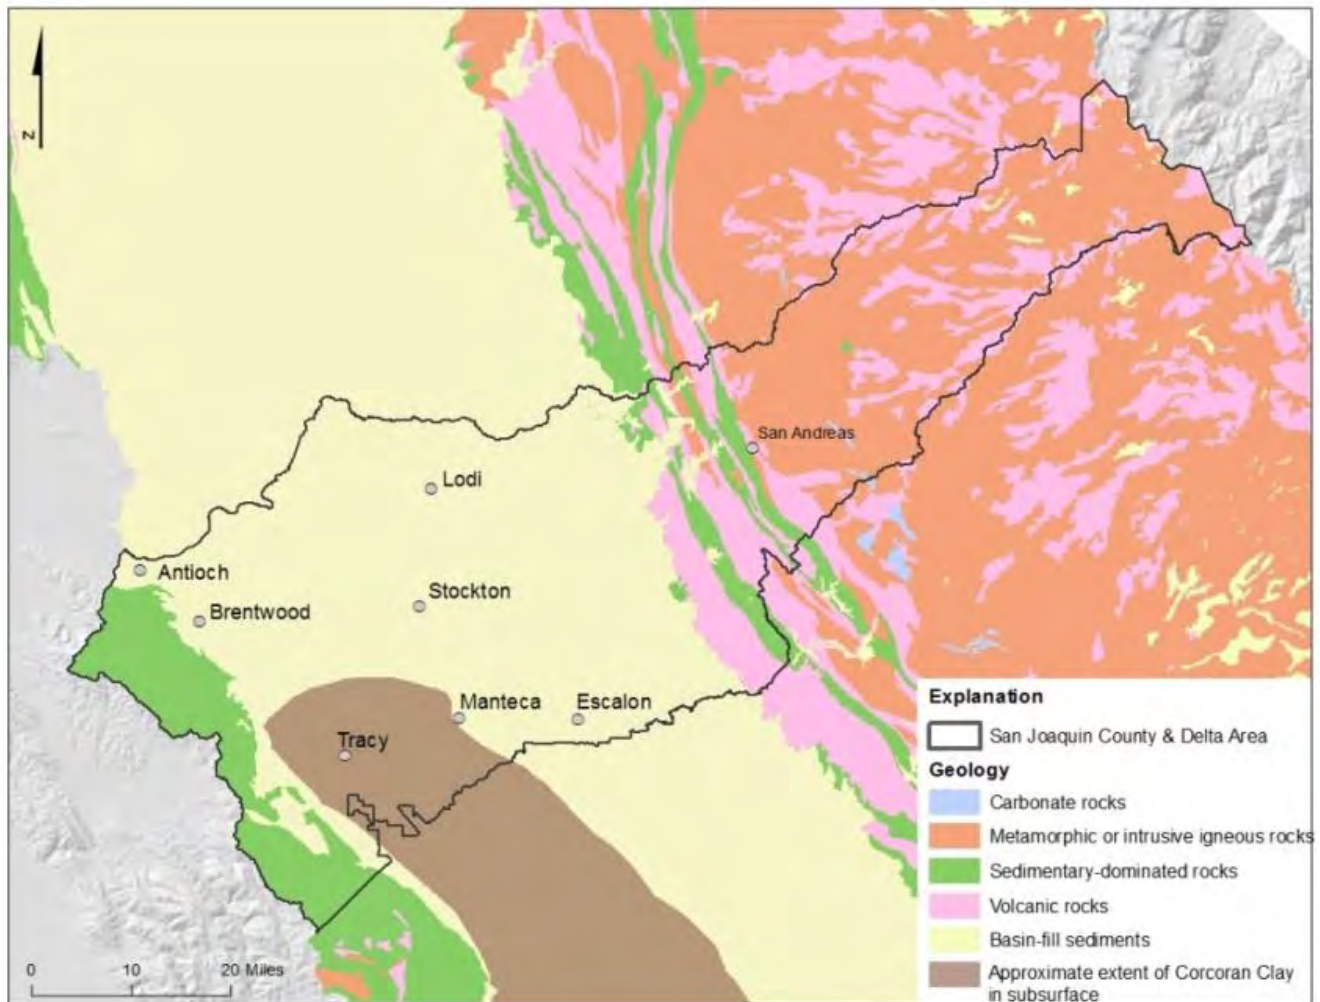 N
San Andreas
Lodi
Antioch
Stockton
Brentwood
Manteca
Escalon
Tracy
Explanation
San Joaquin County & Delta Area
Geology
Carbonate rocks
Metamorphic or intrusive igneous rocks
Sedimentary-dominated rocks
Volcanic rocks
Basin-fill sediments
Approximate extent of Corcoran Clay
in subsurface
0 10 20 Miles